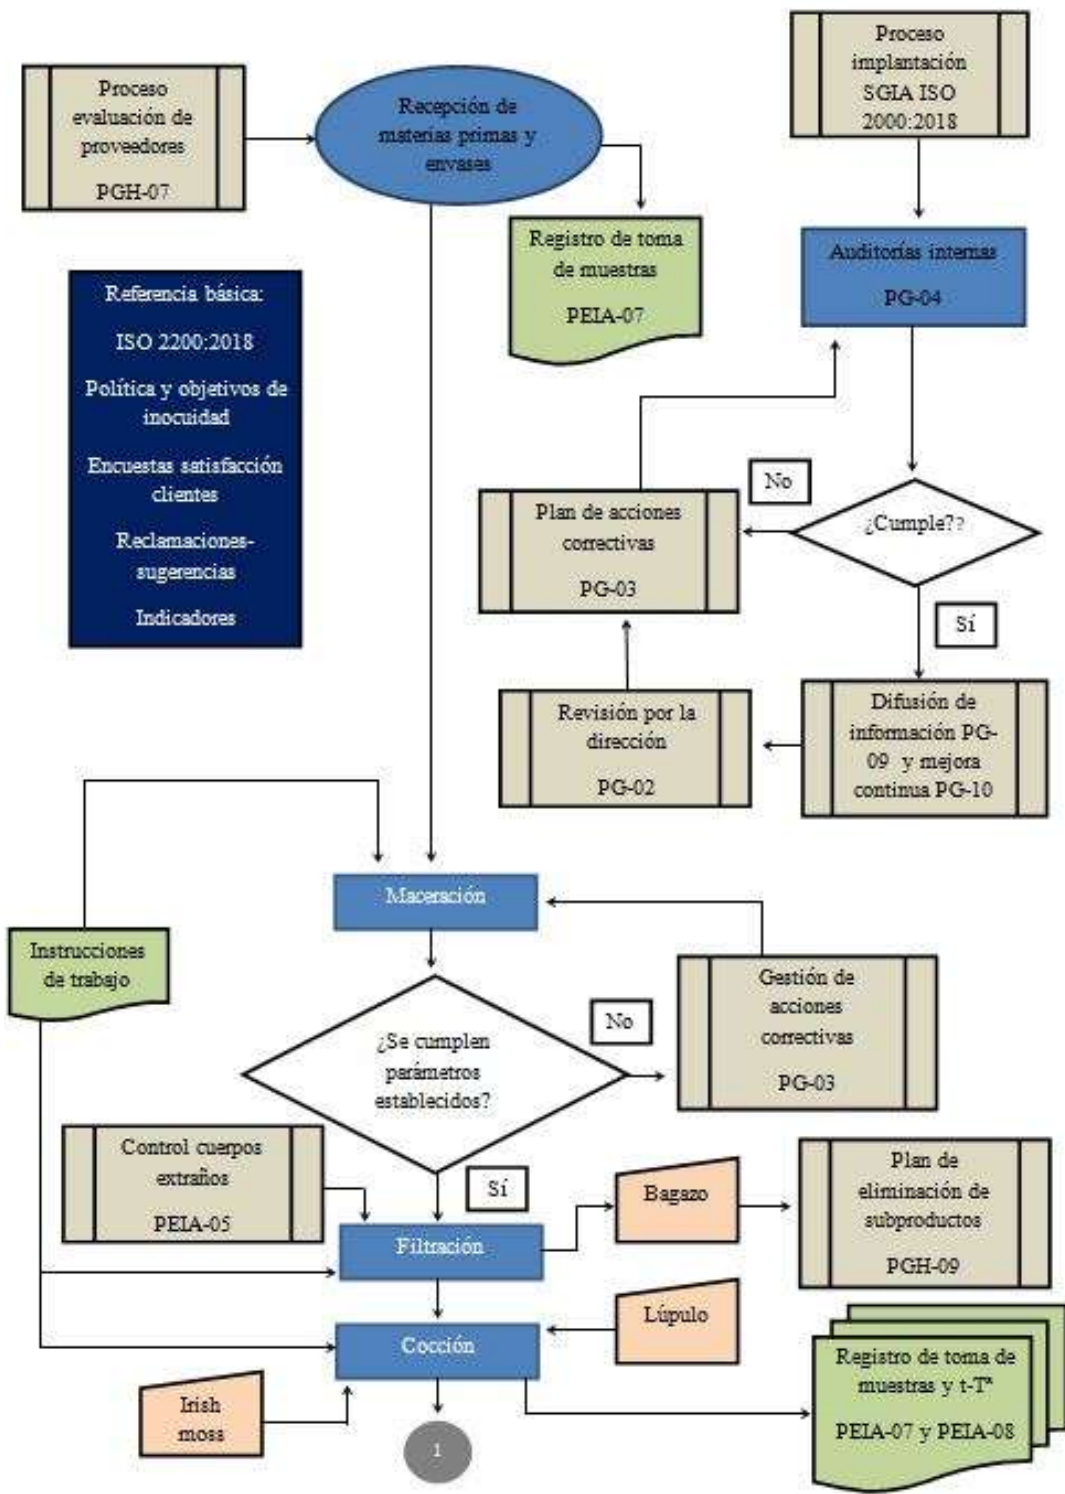 Proceso
implantación
SGIA ISO
2000:2018
Proceso
evaluación de
proveedores
PGH-07
Recepción de
materias primas y
envases
Registro de toma
de muestras
PEIA-07
Auditorías internas
PG-04
Referencia básica:
ISO 2200:2018
Política y objetivos de
inocuidad
Encuestas satisfacción
clientes
Reclamaciones-
sugerencias
Indicadores
No
¿Cumple??
Plan de acciones
correctivas
PG-03
Sí
Revisión por la
dirección
PG-02
Difusión de
información PG-
09 y mejora
continua PG-10
Maceración
Instrucciones
de trabajo
No
Gestión de
acciones
correctivas
PG-03
¿Se cumplen
parámetros
establecidos?
Control cuerpos
extraños
PEIA-05
Sí
Bagazo
Plan de
eliminación de
subproductos
PGH-09
Filtración
Lúpulo
Cocción
Registro de toma de
muestras y t-Tª
PEIA-07 y PEIA-08
Irish
moss
1